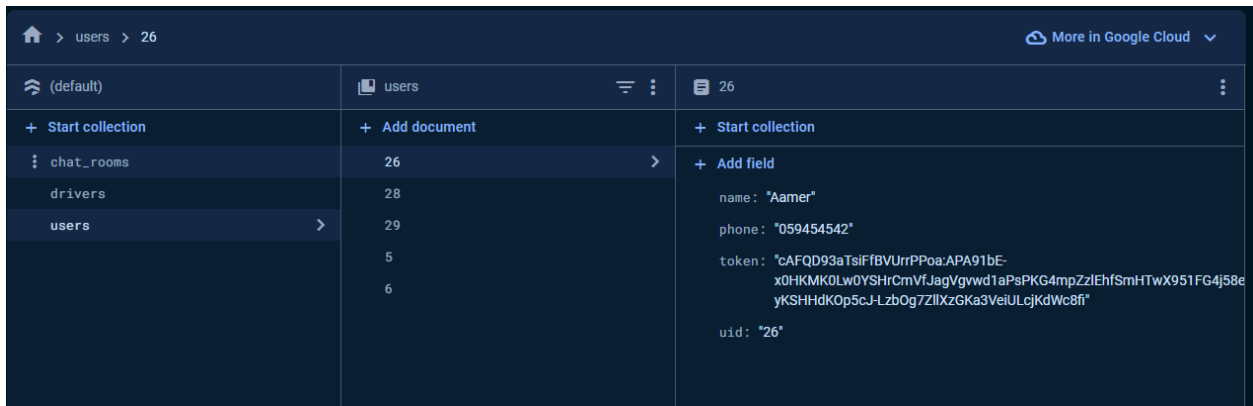 users > 26
More in Google Cloud
(default)
users
26
+ Start collection
+ Add document
+ Start collection
chat_rooms
drivers
users
26
28
29
5
6
+ Add field
name: "Aamer"
phone: "059454542"
token: "cAFQD93aTsiFfBVUrrPPoa:APA91bE-
x0HKMK0Lw0YSHrCmVfJagVgvwd1aPsPKG4mpZzlEhfSmHTwX951FG4j58e
yKSHHdKOp5cJ-LzbOg7ZllXzGKa3VeiULcjKdWc8fi"
uid: "26"